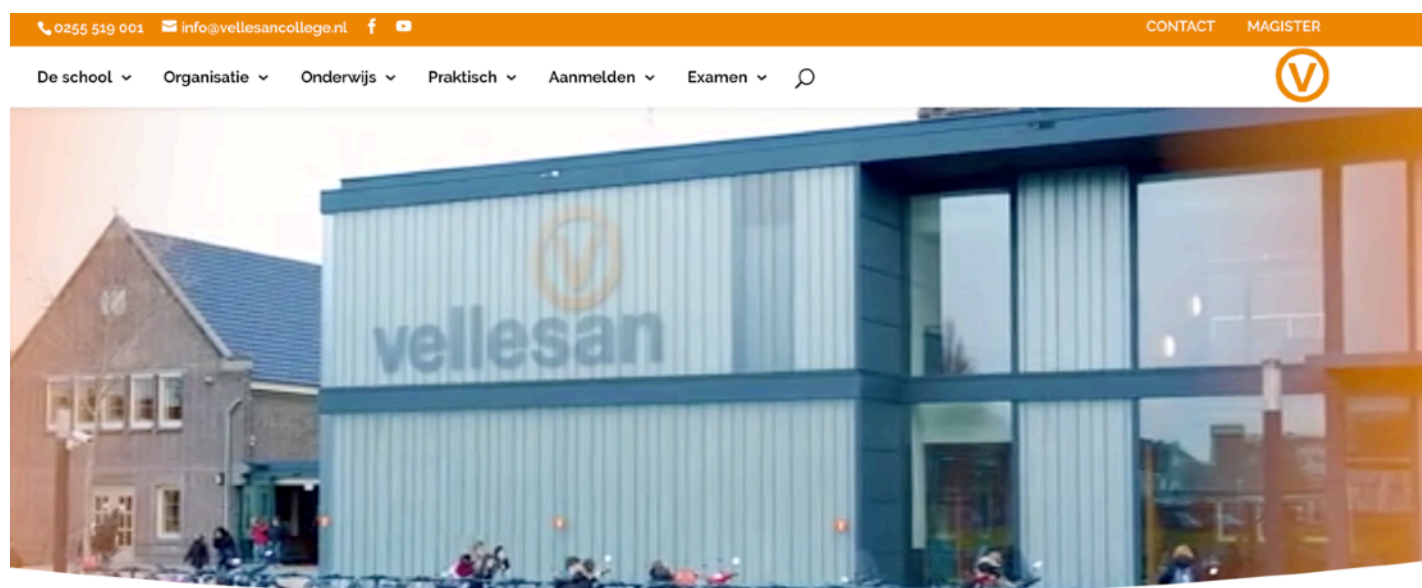 0255 519 001 info@vellesancollege.nl CONTACT MAGISTER
De school Organisatie Onderwijs Praktisch Aanmelden Examen V
V
vellesan